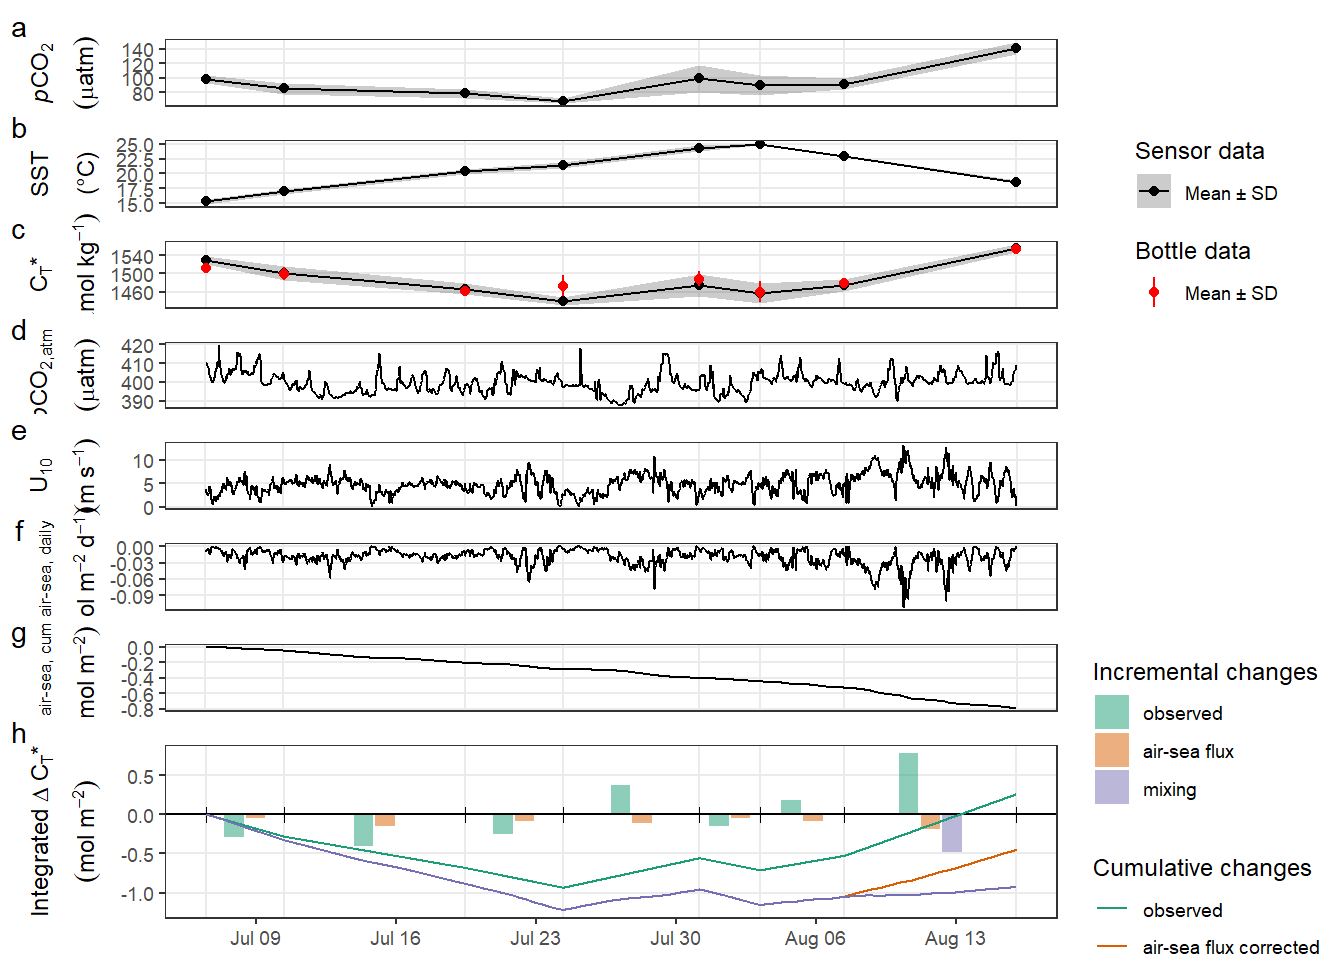 a
pCO2
(µatm)
140
120
100
80
b
SST
(°C)
25.0
22.5
20.0
17.5
15.0
Sensor data
Mean ± SD
c
CT*
mol kg−1)
1540
1500
1460
Bottle data
Mean ± SD
d
CO2,atm
(µatm)
420
410
400
390
e
U10
(m s−1)
10
5
0
f
air-sea, daily
ol m−2 d−1)
0.00
-0.03
-0.06
-0.09
g
air-sea, cum
mol m−2)
0.0
-0.2
-0.4
-0.6
-0.8
h
Integrated Δ CT*
(mol m−2)
0.5
0.0
-0.5
-1.0
Jul 09
Jul 16
Jul 23
Jul 30
Aug 06
Aug 13
Incremental changes
observed
air-sea flux
mixing
Cumulative changes
observed
air-sea flux corrected